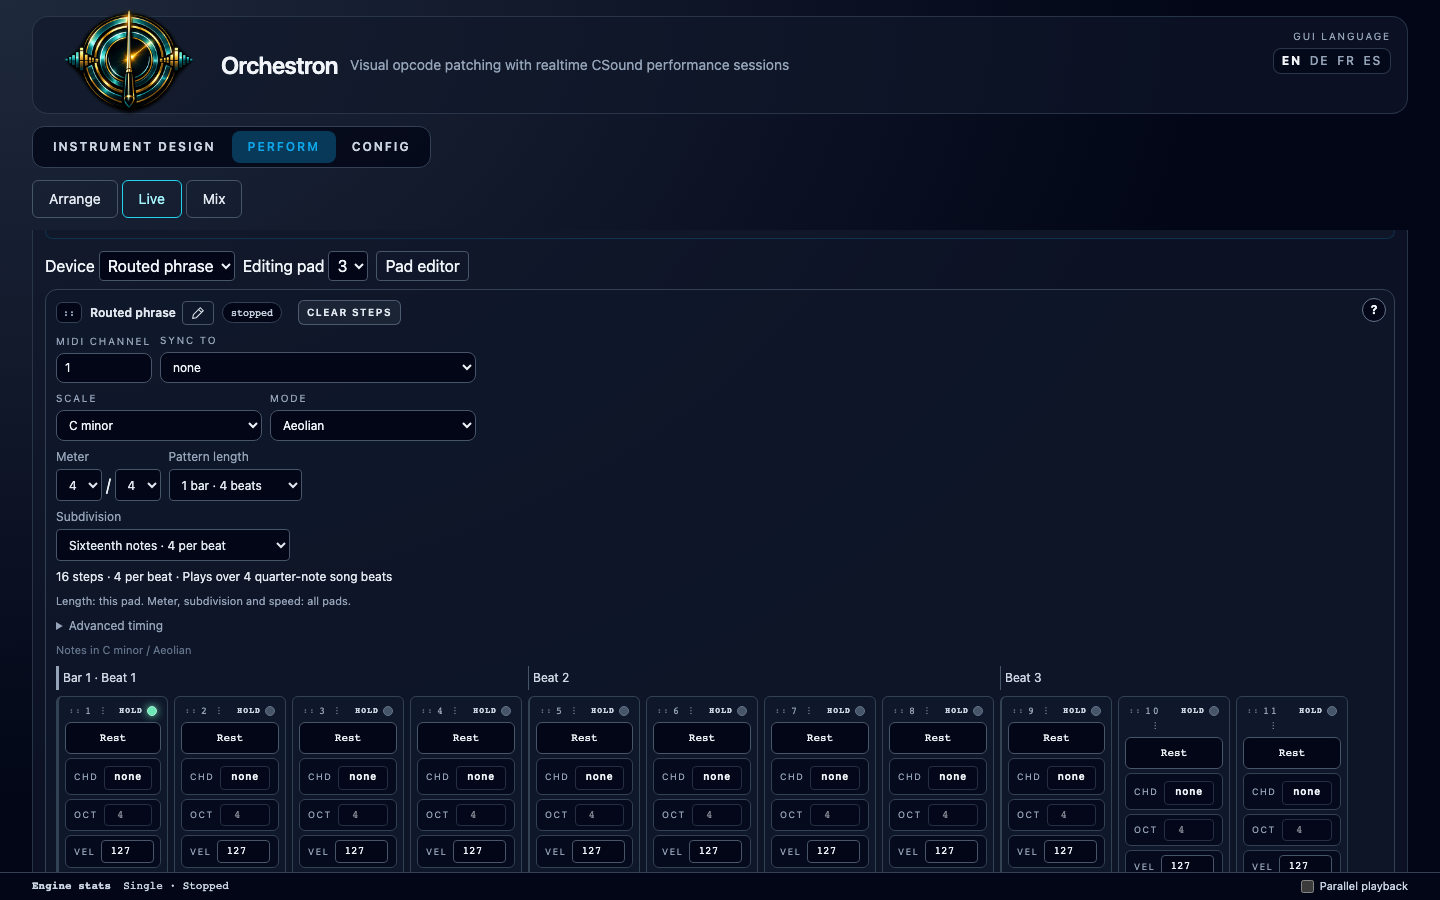 GUI LANGUAGE
Orchestron Visual opcode patching with realtime CSound performance sessions
EN DE FR ES
INSTRUMENT DESIGN PERFORM CONFIG
Arrange Live Mix
Device Routed phrase Editing pad 3 Pad editor
:: Routed phrase stopped CLEAR STEPS ?
MIDI CHANNEL SYNC TO
1 none
SCALE MODE
C minor Aeolian
Meter Pattern length
4 / 4 1 bar · 4 beats
Subdivision
Sixteenth notes · 4 per beat
16 steps · 4 per beat · Plays over 4 quarter-note song beats
Length: this pad. Meter, subdivision and speed: all pads.
Advanced timing
Notes in C minor / Aeolian
Bar 1 · Beat 1 Beat 2 Beat 3
:: 1 ⋮ HOLD :: 2 ⋮ HOLD :: 3 ⋮ HOLD :: 4 ⋮ HOLD :: 5 ⋮ HOLD :: 6 ⋮ HOLD :: 7 ⋮ HOLD :: 8 ⋮ HOLD :: 9 ⋮ HOLD :: 10 ⋮ HOLD :: 11 ⋮ HOLD
Rest Rest Rest Rest Rest Rest Rest Rest Rest Rest Rest
CHD none CHD none CHD none CHD none CHD none CHD none CHD none CHD none CHD none CHD none CHD none
OCT 4 OCT 4 OCT 4 OCT 4 OCT 4 OCT 4 OCT 4 OCT 4 OCT 4 OCT 4 OCT 4
VEL 127 VEL 127 VEL 127 VEL 127 VEL 127 VEL 127 VEL 127 VEL 127 VEL 127 VEL 127 VEL 127
Engine stats Single · Stopped Parallel playback